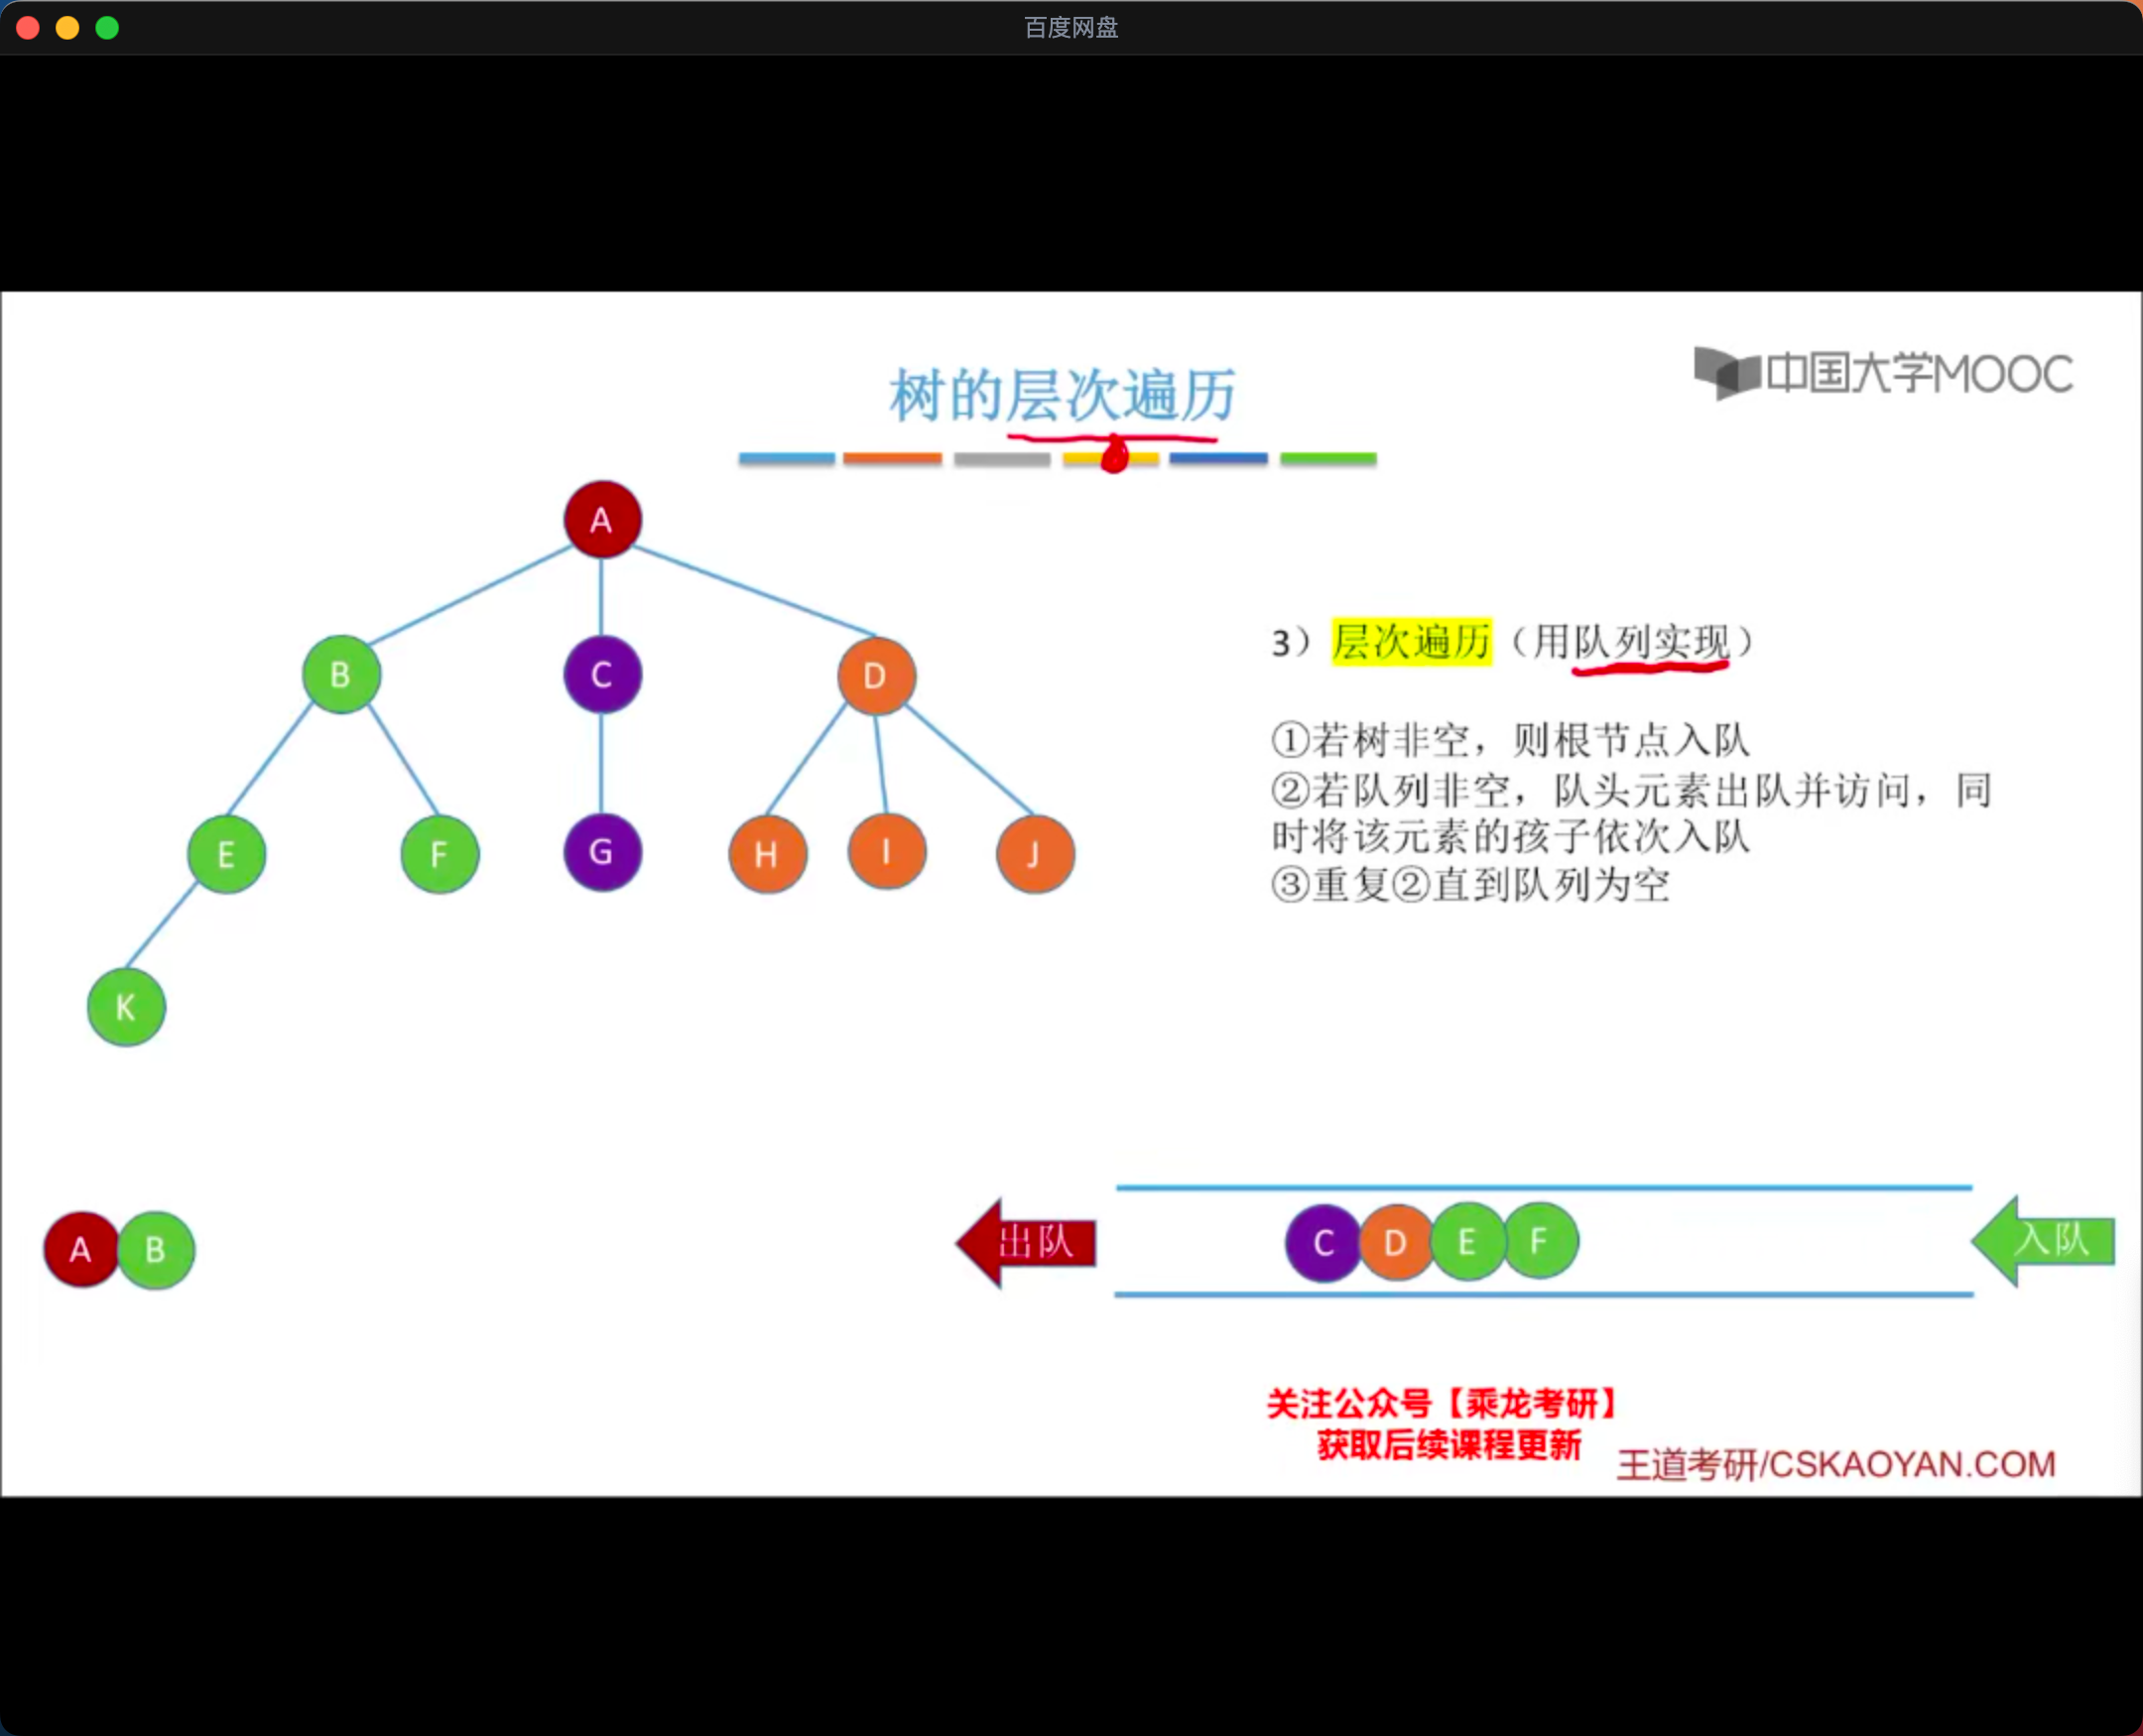 百度网盘
中国大学MOOC
树的层次遍历
A
B
C
D
E
F
G
H
I
J
K
3）层次遍历（用队列实现）
①若树非空，则根节点入队
②若队列非空，队头元素出队并访问，同
时将该元素的孩子依次入队
③重复②直到队列为空
A B
出队
C D E F
入队
关注公众号【乘龙考研】
获取后续课程更新
王道考研/CSKAOYAN.COM